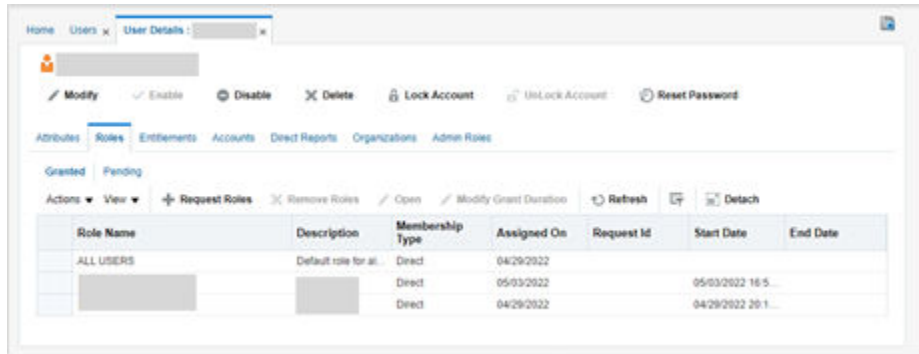 Home Users x User Details : x
Modify Enable Disable Delete Lock Account UnLock Account Reset Password
Attributes Roles Entitlements Accounts Direct Reports Organizations Admin Roles
Granted Pending
Actions View Request Roles Remove Roles Open Modify Grant Duration Refresh Detach
Role Name Description Membership Type Assigned On Request Id Start Date End Date
ALL USERS Default role for al... Direct 04/29/2022
Direct 05/03/2022 05/03/2022 16:5...
Direct 04/29/2022 04/29/2022 20:1...